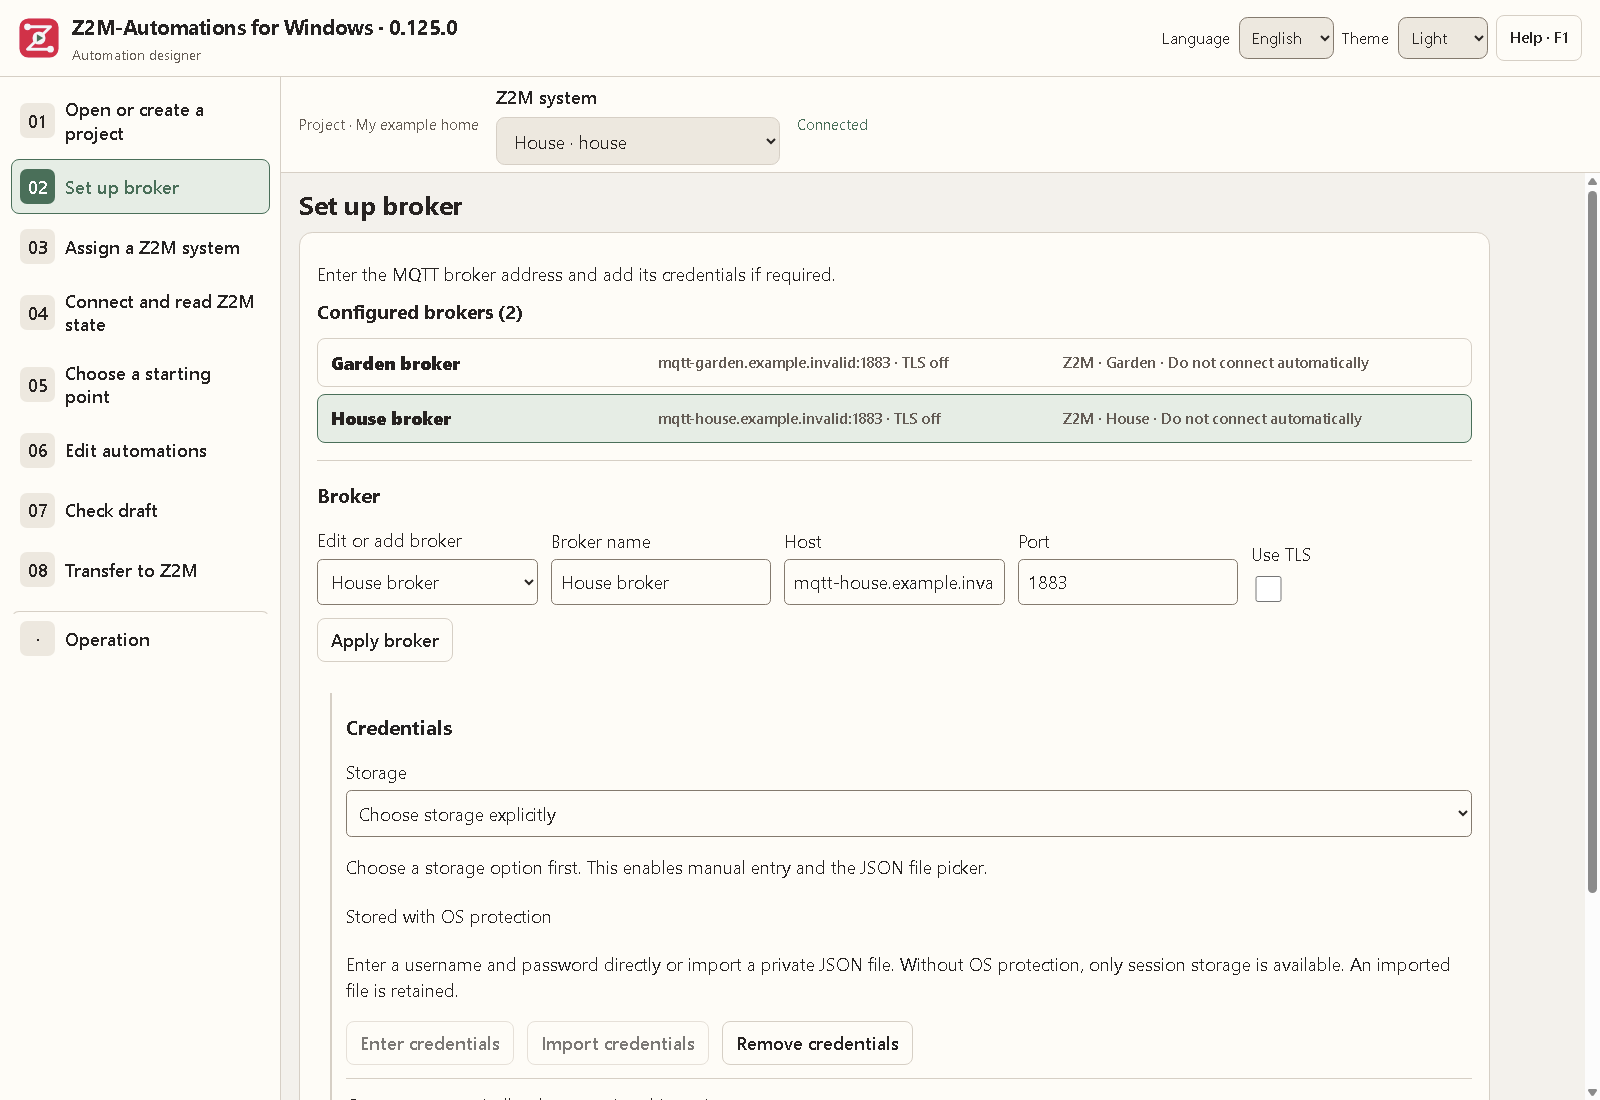 Z2M-Automations for Windows · 0.125.0
Automation designer
Language
English
Theme
Light
Help · F1
01
Open or create a
project
02
Set up broker
03
Assign a Z2M system
04
Connect and read Z2M
state
05
Choose a starting
point
06
Edit automations
07
Check draft
08
Transfer to Z2M
·
Operation
Project · My example home
Z2M system
House · house
Connected
Set up broker
Enter the MQTT broker address and add its credentials if required.
Configured brokers (2)
Garden broker
mqtt-garden.example.invalid:1883 · TLS off
Z2M · Garden · Do not connect automatically
House broker
mqtt-house.example.invalid:1883 · TLS off
Z2M · House · Do not connect automatically
Broker
Edit or add broker
House broker
Broker name
House broker
Host
mqtt-house.example.inva
Port
1883
Use TLS
Apply broker
Credentials
Storage
Choose storage explicitly
Choose a storage option first. This enables manual entry and the JSON file picker.
Stored with OS protection
Enter a username and password directly or import a private JSON file. Without OS protection, only session storage is available. An imported
file is retained.
Enter credentials
Import credentials
Remove credentials